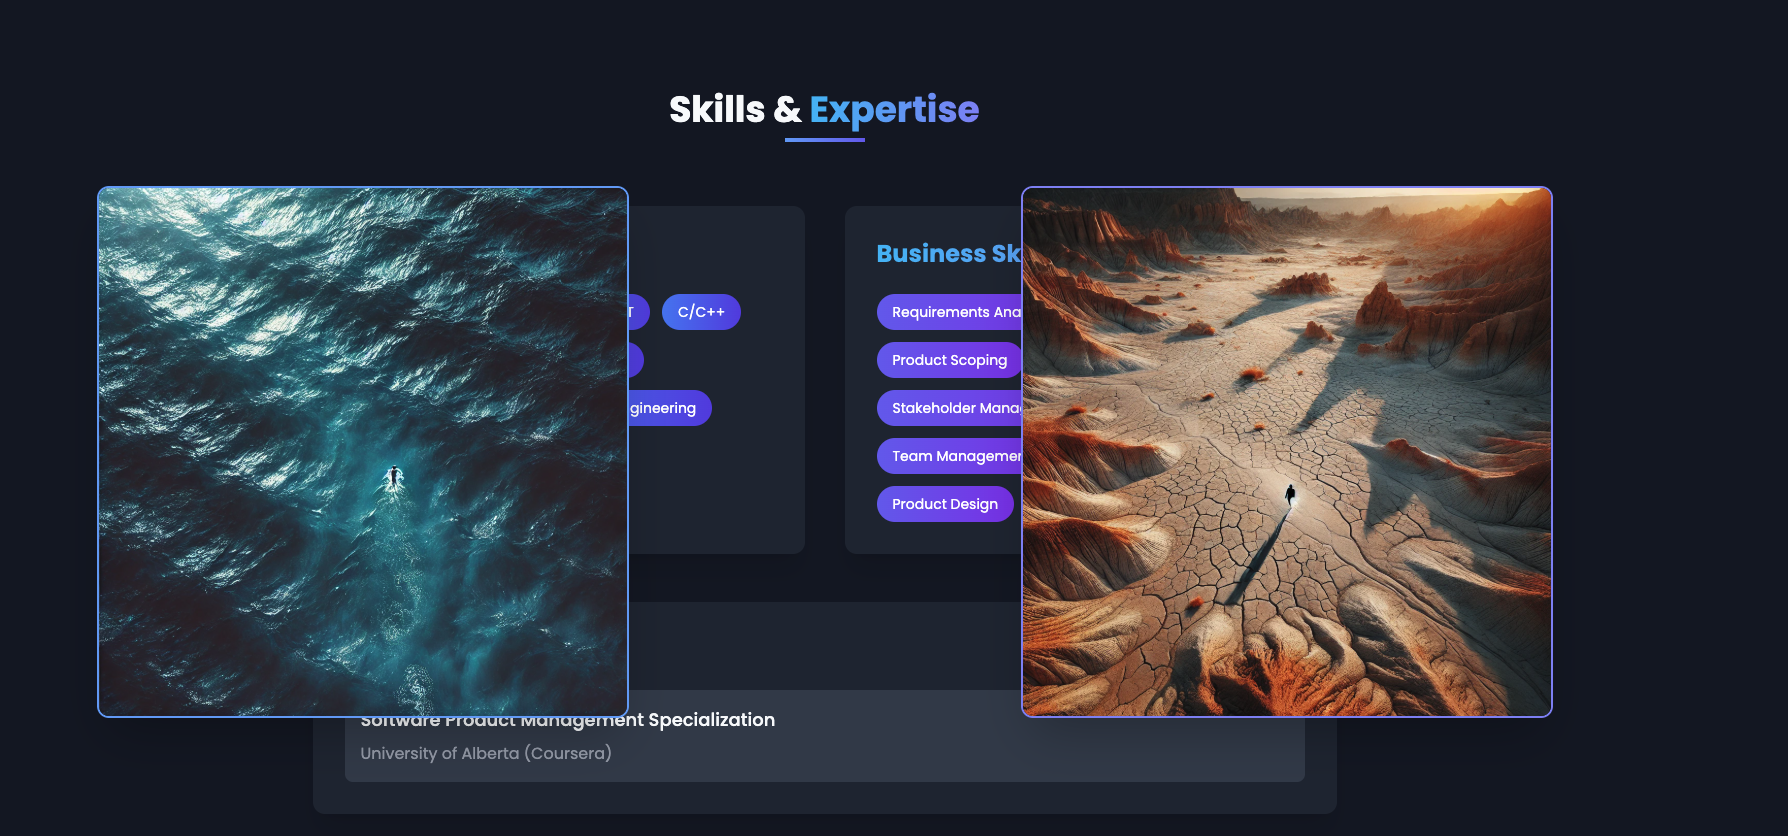 Skills & Expertise
C/C++
gineering
Business Sk
Requirements Ana
Product Scoping
Stakeholder Manag
Team Managemen
Product Design
Software Product Management Specialization
University of Alberta (Coursera)